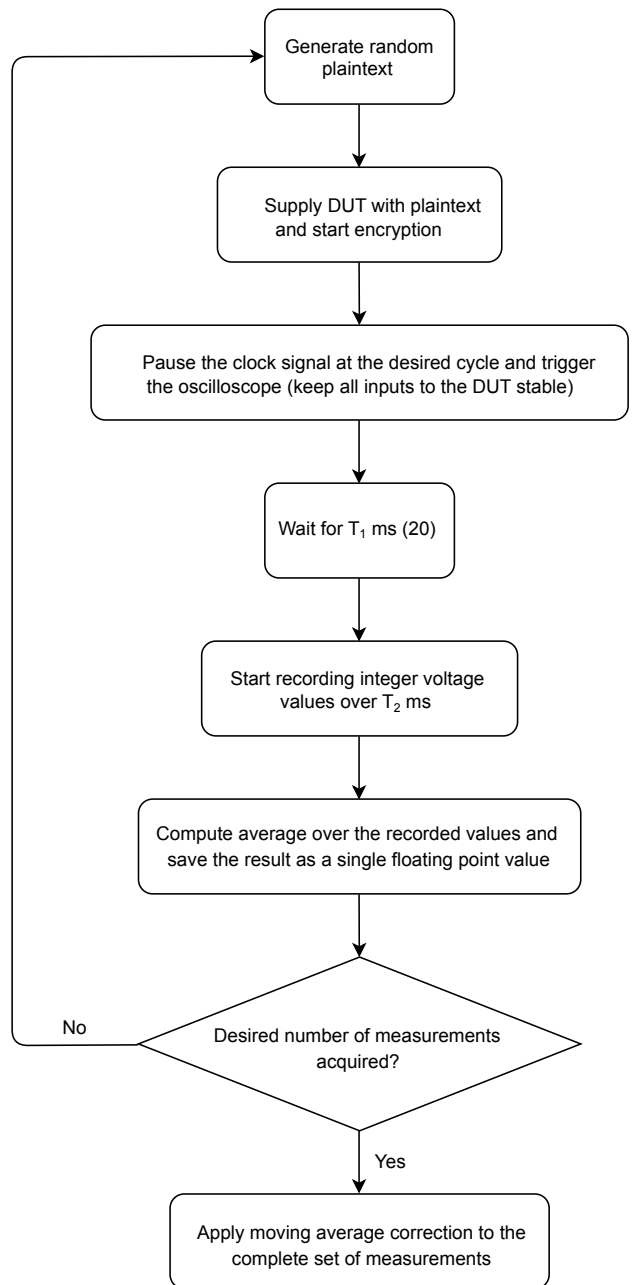 Generate random
plaintext
Supply DUT with plaintext
and start encryption
Pause the clock signal at the desired cycle and trigger
the oscilloscope (keep all inputs to the DUT stable)
Wait for T₁ ms (20)
Start recording integer voltage
values over T₂ ms
Compute average over the recorded values and
save the result as a single floating point value
Desired number of measurements
acquired?
No
Yes
Apply moving average correction to the
complete set of measurements